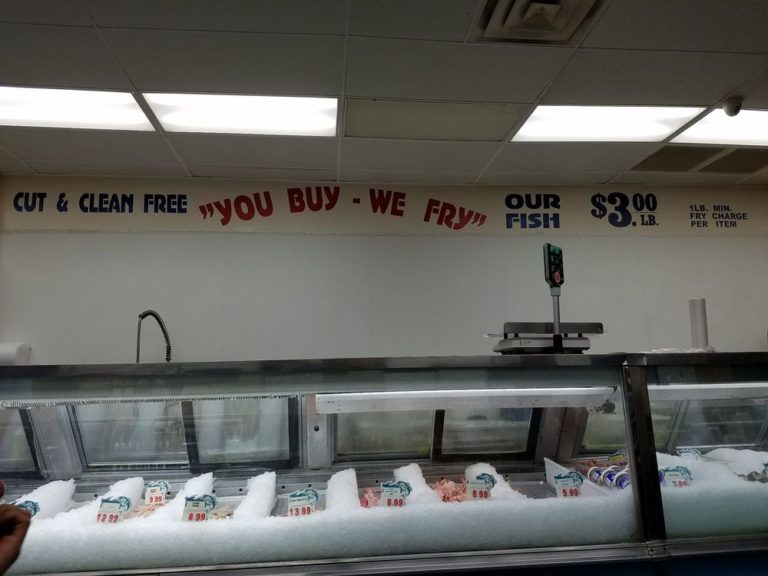 CUT & CLEAN FREE
"YOU BUY - WE FRY"
OUR
FISH
$3.00
LB.
1LB. MIN.
FRY CHARGE
PER ITEM
12.99
9.99
8.99
13.99
6.99
5.99